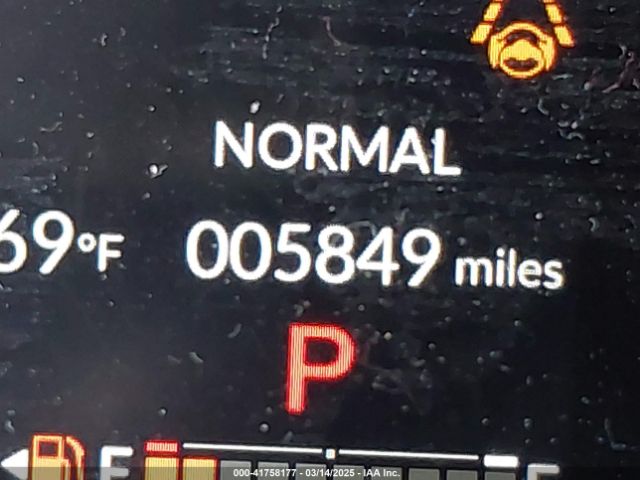 NORMAL
69°F 005849 miles
P
E F
000-41758177 - 03/14/2025 - IAA Inc.